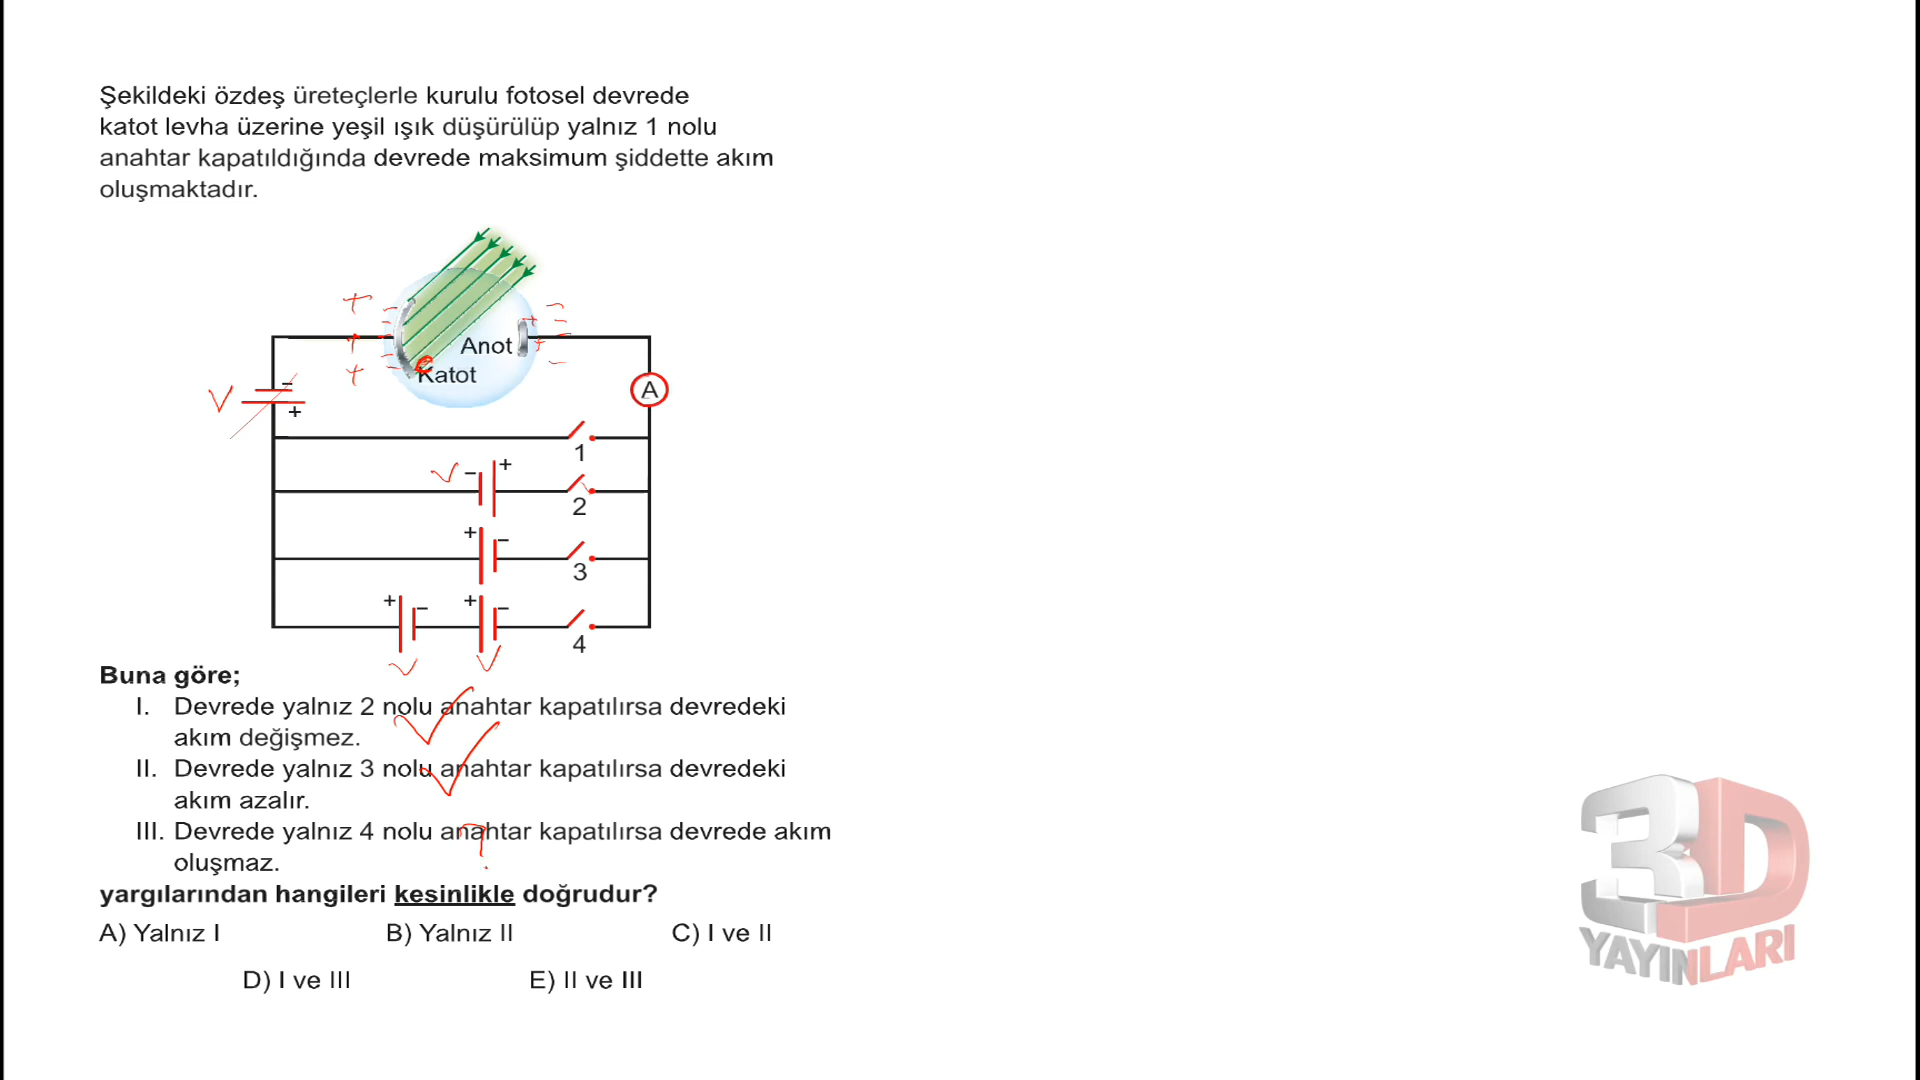 Şekildeki özdeş üreteçlerle kurulu fotosel devrede
katot levha üzerine yeşil ışık düşürülüp yalnız 1 nolu
anahtar kapatıldığında devrede maksimum şiddette akım
oluşmaktadır.
+ - - + -
+ - Anot + -
+ - Katot -
V - +
A
1
V - +
2
+ -
3
+ - + -
4
V V
Buna göre;
I. Devrede yalnız 2 nolu anahtar kapatılırsa devredeki
akım değişmez.
II. Devrede yalnız 3 nolu anahtar kapatılırsa devredeki
akım azalır.
III. Devrede yalnız 4 nolu anahtar kapatılırsa devrede akım
oluşmaz.
?
yargılarından hangileri kesinlikle doğrudur?
A) Yalnız I B) Yalnız II C) I ve II
D) I ve III E) II ve III
3D
YAYINLARI